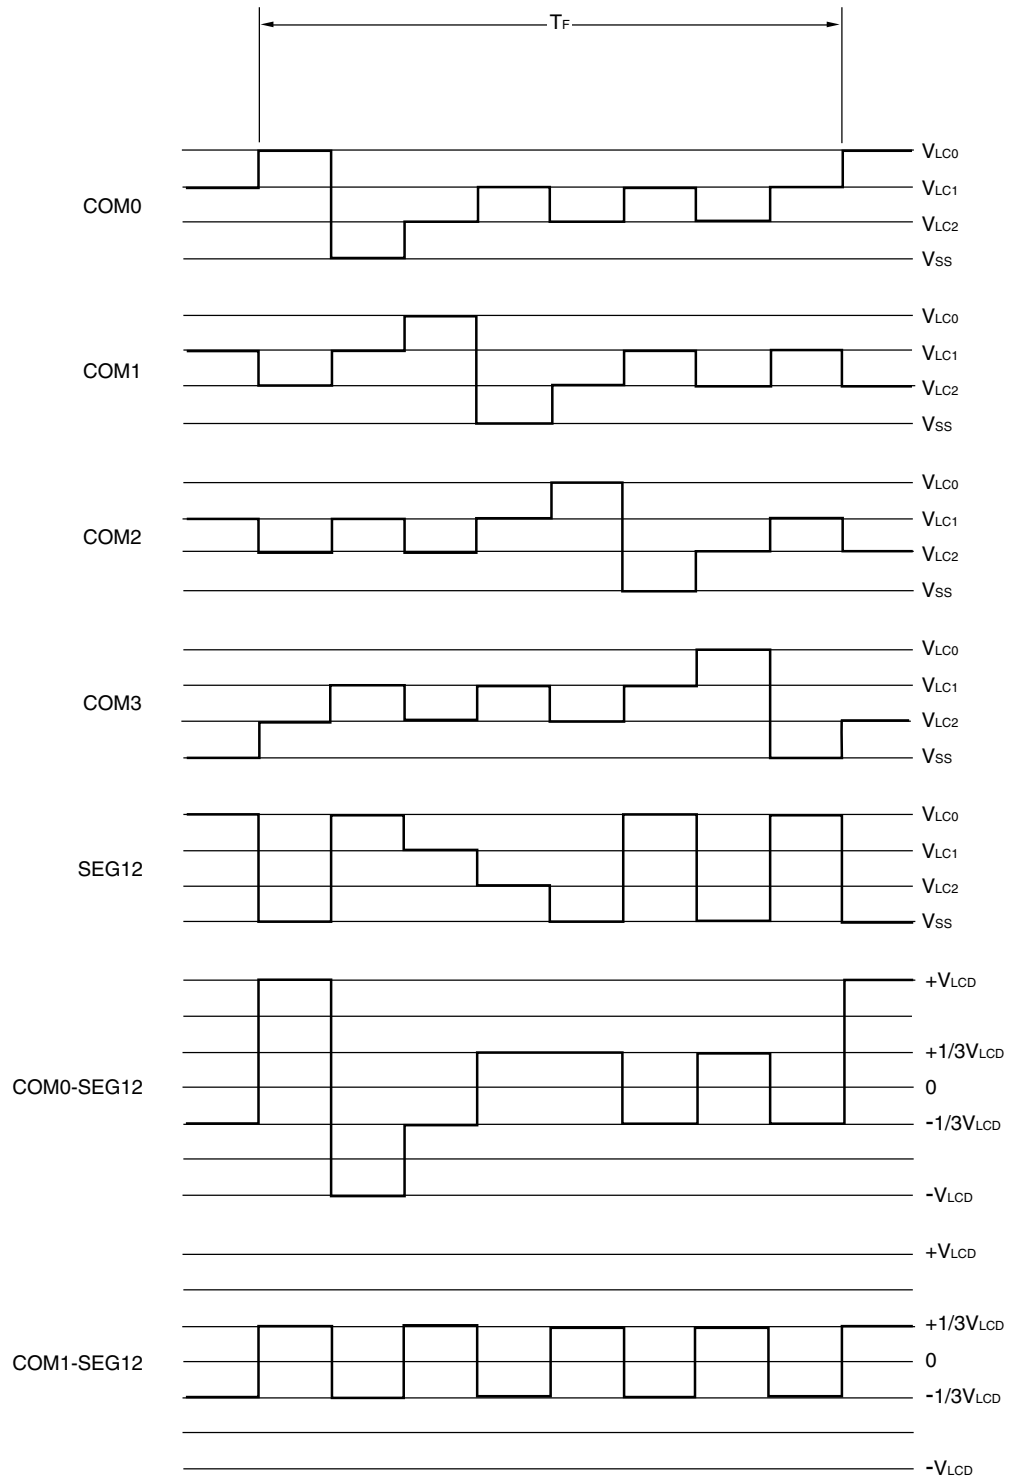 TF
VLC0
VLC1
COM0
VLC2
VSS
VLC0
VLC1
COM1
VLC2
VSS
VLC0
VLC1
COM2
VLC2
VSS
VLC0
VLC1
COM3
VLC2
VSS
VLC0
VLC1
SEG12
VLC2
VSS
+VLCD
+1/3VLCD
COM0-SEG12
0
-1/3VLCD
-VLCD
+VLCD
+1/3VLCD
COM1-SEG12
0
-1/3VLCD
-VLCD